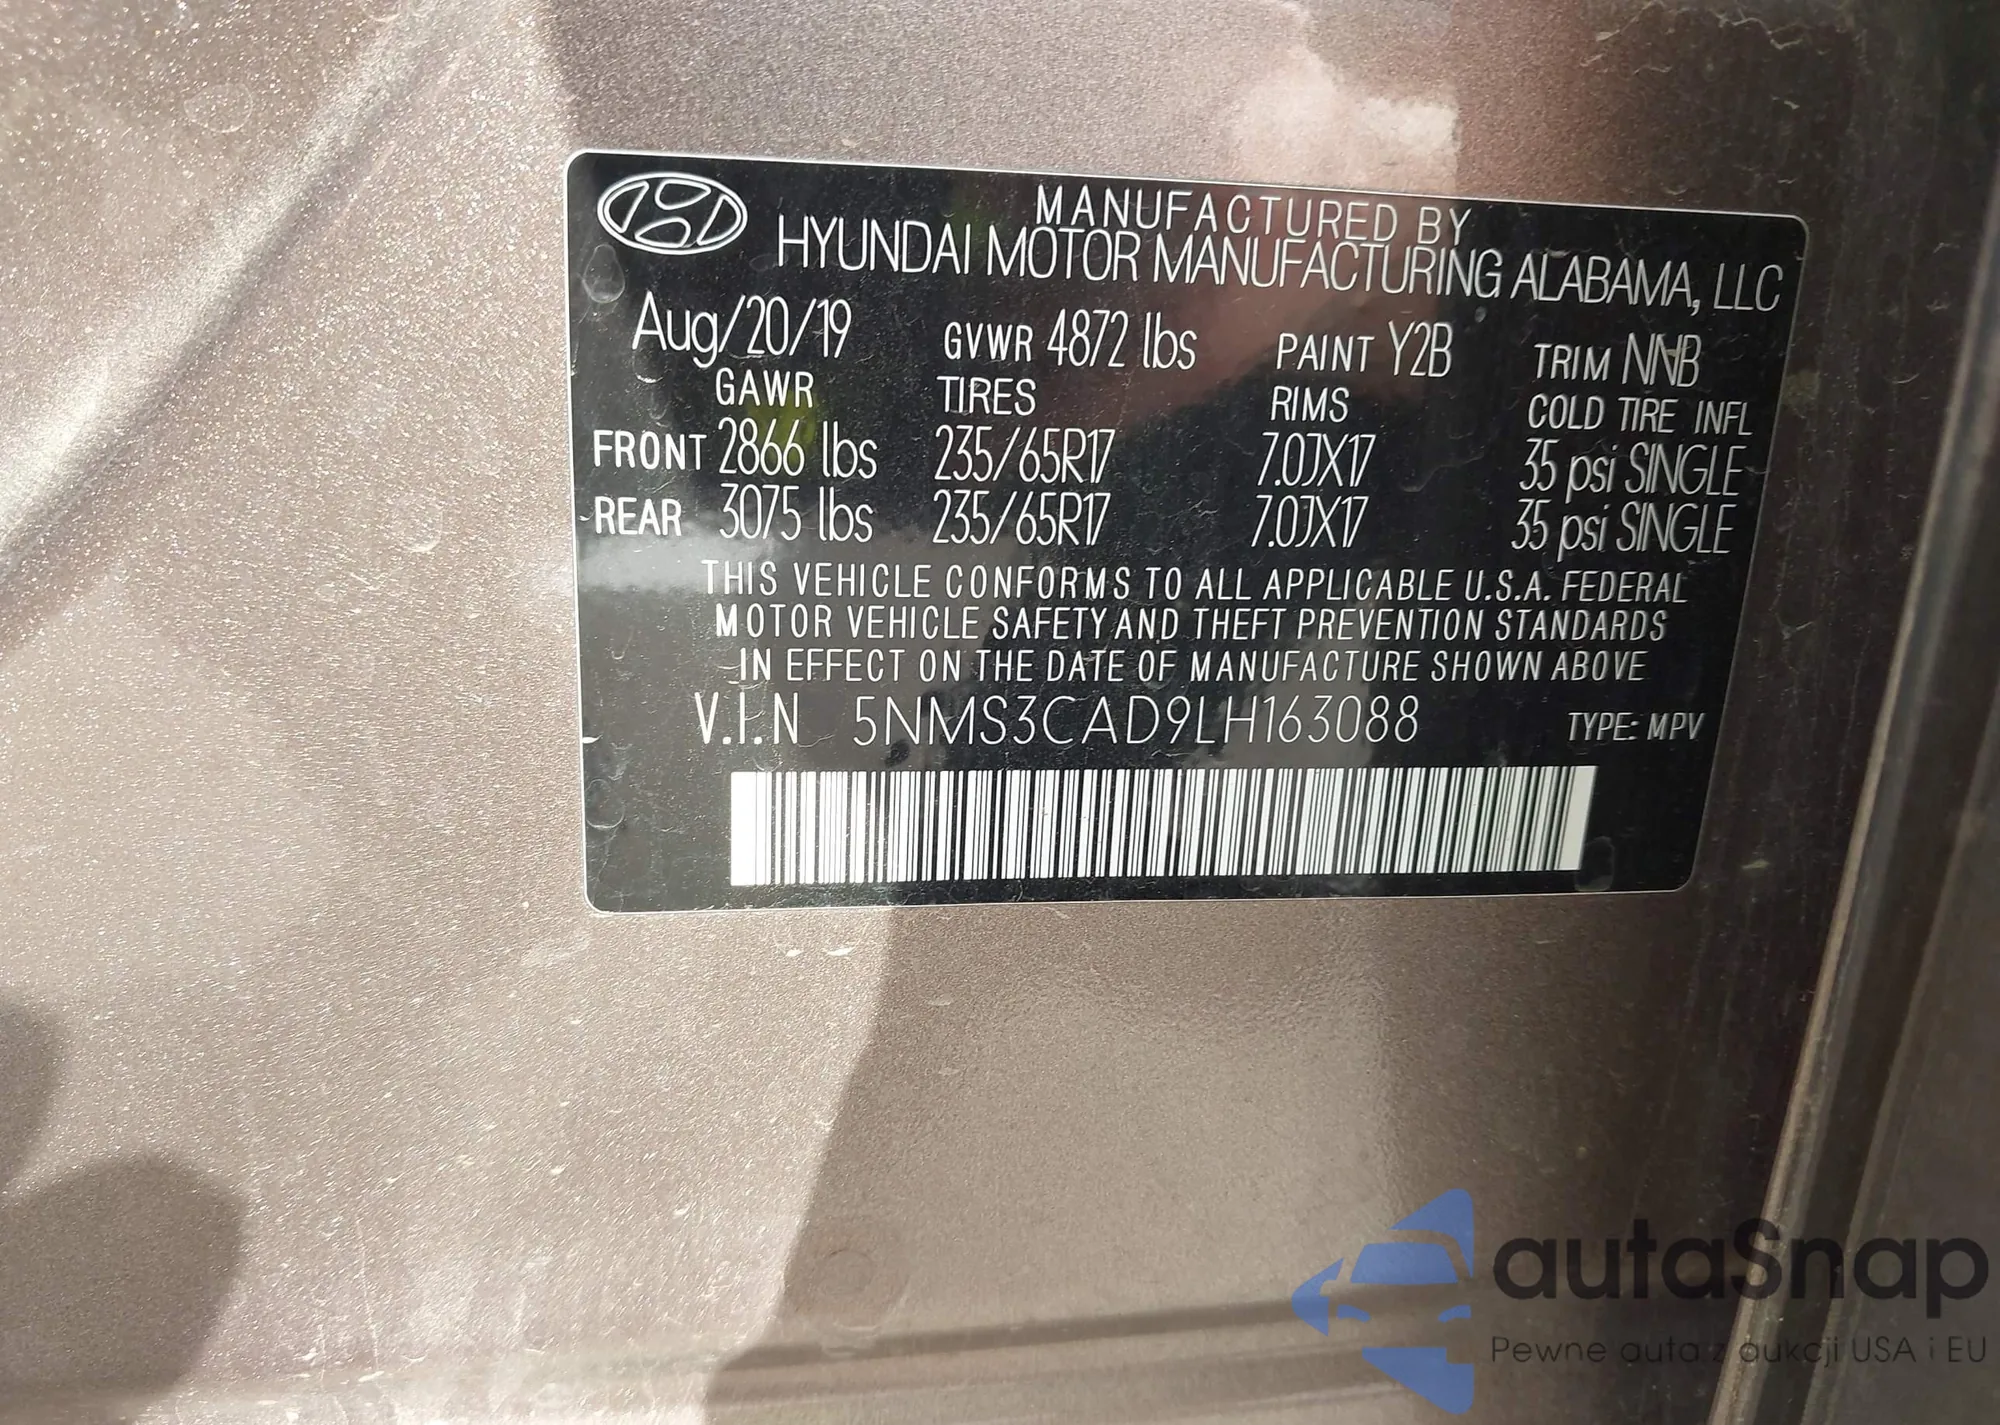 MANUFACTURED BY
HYUNDAI MOTOR MANUFACTURING ALABAMA, LLC
Aug/20/19 GVWR 4872 lbs PAINT Y2B TRIM NNB
GAWR TIRES RIMS COLD TIRE INFL
FRONT 2866 lbs 235/65R17 7.0JX17 35 psi SINGLE
REAR 3075 lbs 235/65R17 7.0JX17 35 psi SINGLE
THIS VEHICLE CONFORMS TO ALL APPLICABLE U.S.A. FEDERAL
MOTOR VEHICLE SAFETY AND THEFT PREVENTION STANDARDS
IN EFFECT ON THE DATE OF MANUFACTURE SHOWN ABOVE
V.I.N 5NMS3CAD9LH163088 TYPE: MPV
autaSnap
Pewne auta z aukcji USA i EU